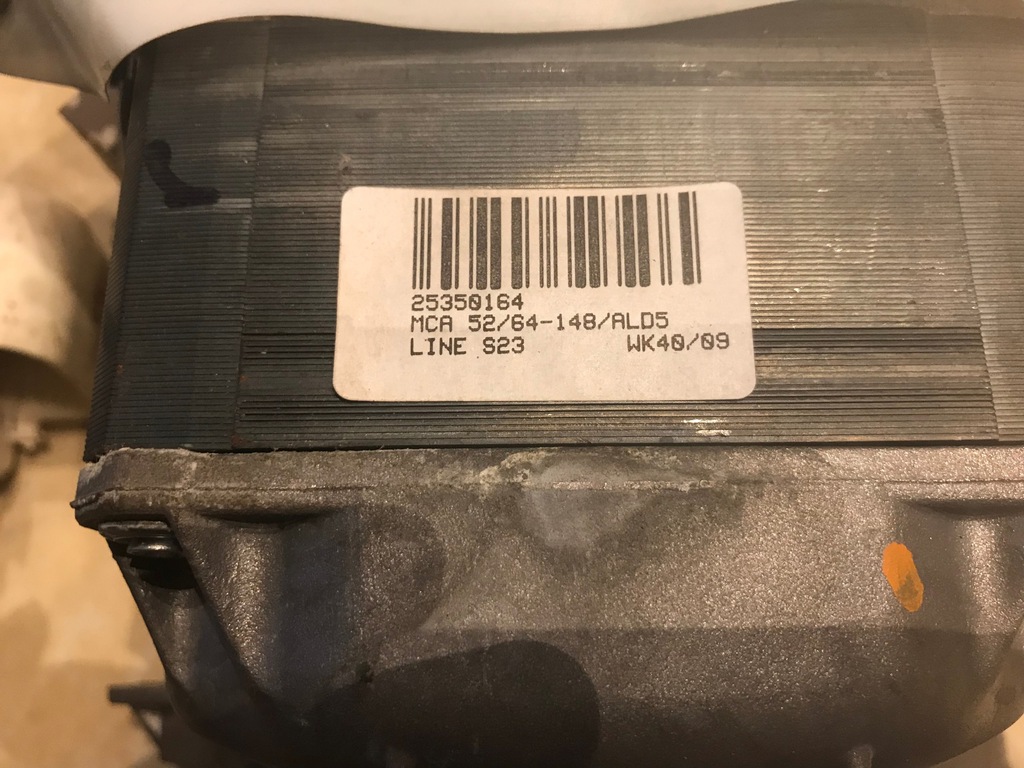 25350164
MCA 52/64-148/ALD5
LINE S23 WK40/09